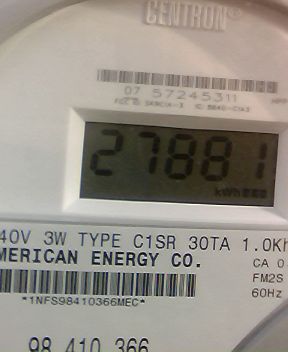 CENTRON®
07 57245311
27881
kWh
40V 3W TYPE C1SR 30TA 1.0Kh
MERICAN ENERGY CO.
CA 0
FM2S
*1NFS98410366MEC*
60Hz
98 410 366